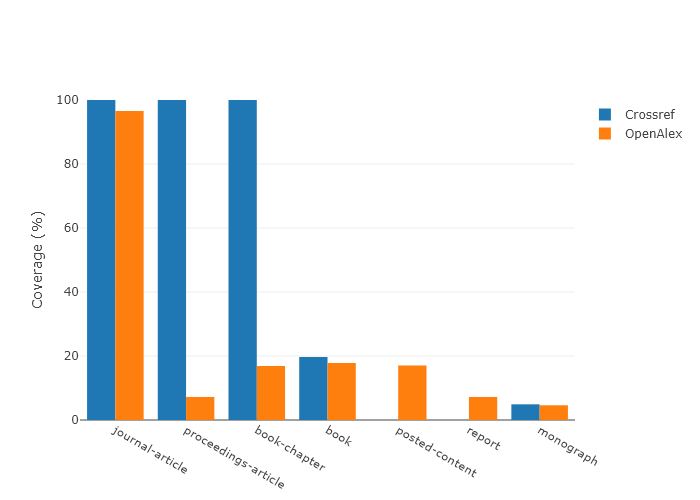 100
80
60
40
20
0
Coverage (%)
journal-article
proceedings-article
book-chapter
book
posted-content
report
monograph
Crossref
OpenAlex